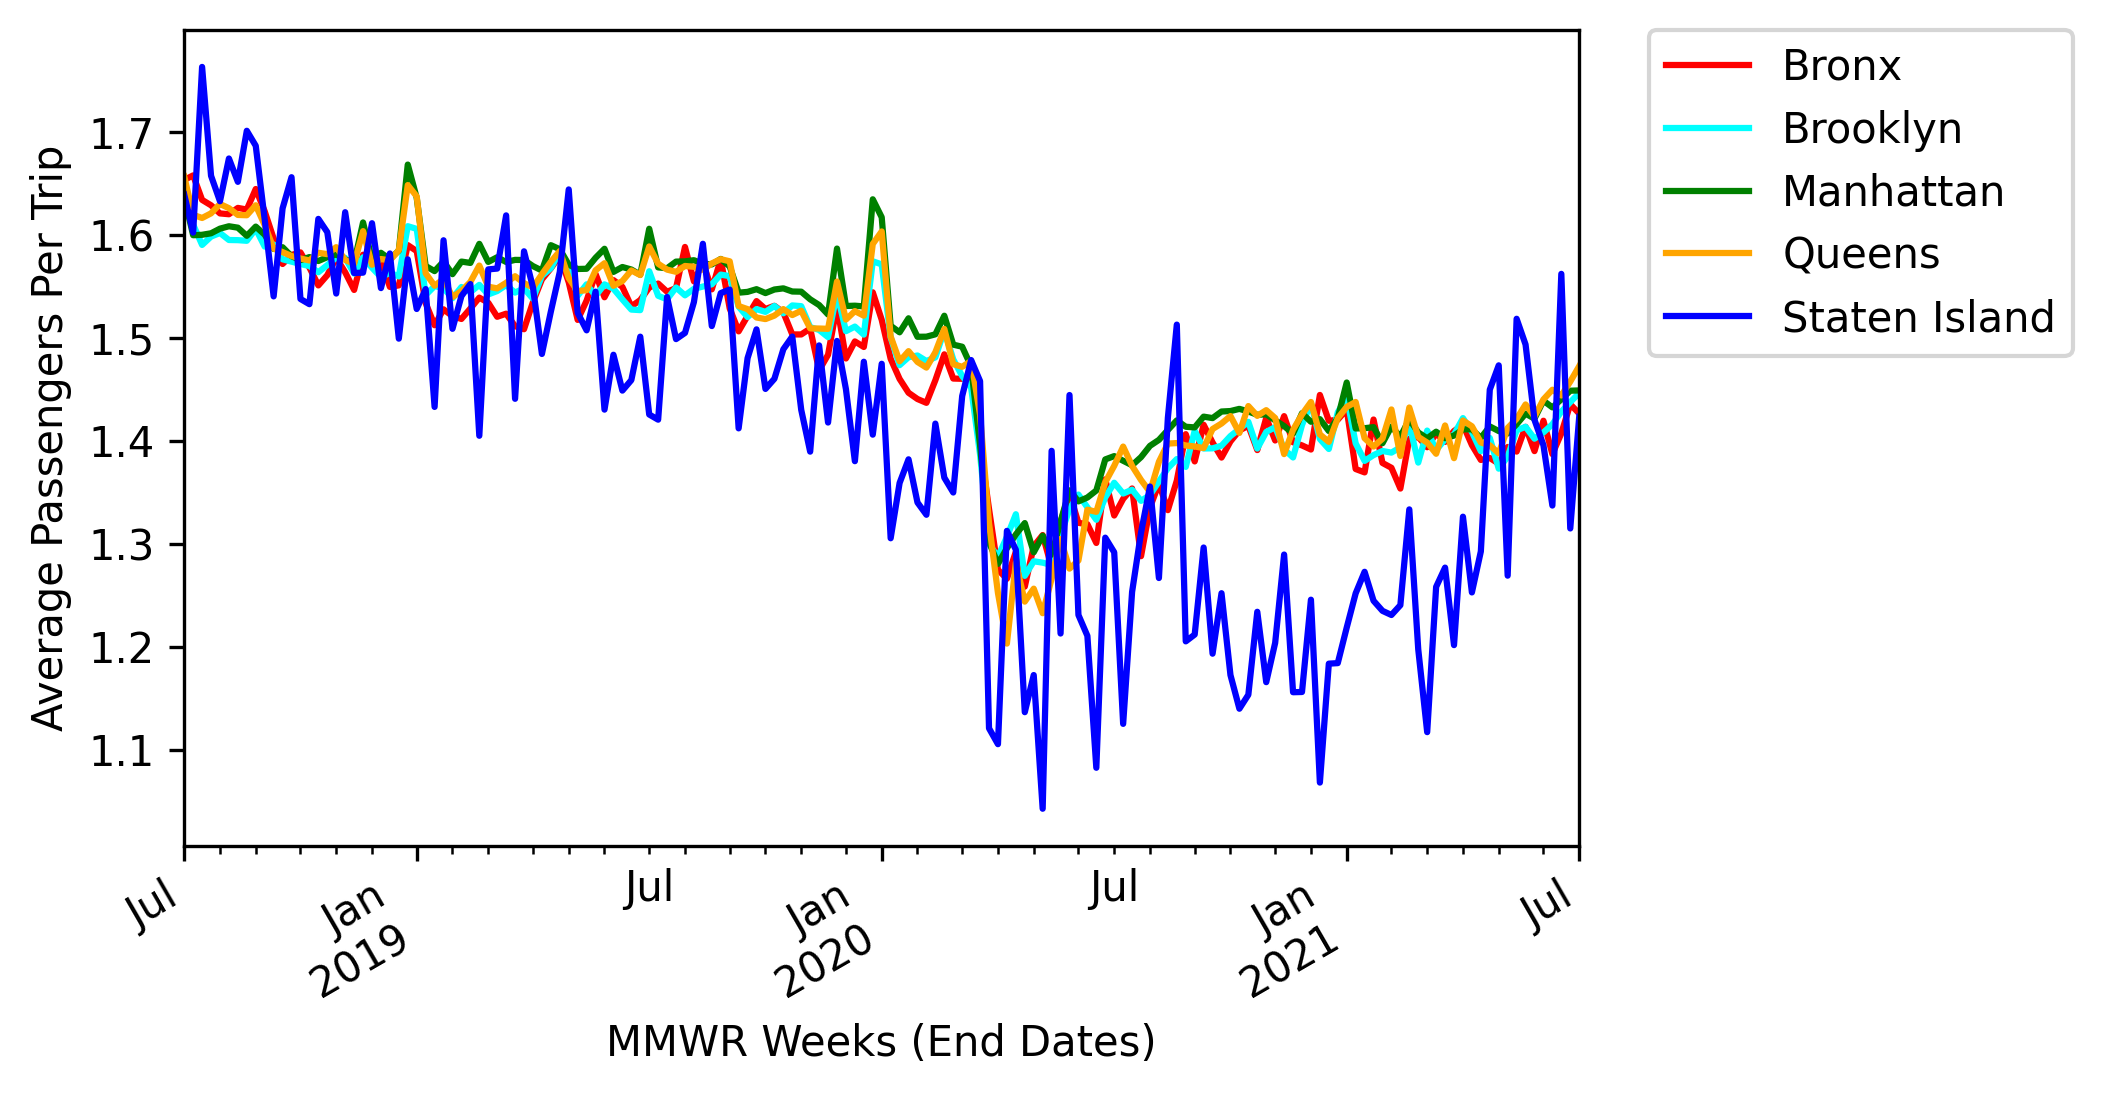 Average Passengers Per Trip
1.7
1.6
1.5
1.4
1.3
1.2
1.1
Jul
Jan
2019
Jul
Jan
2020
Jul
Jan
2021
Jul
MMWR Weeks (End Dates)
Bronx
Brooklyn
Manhattan
Queens
Staten Island